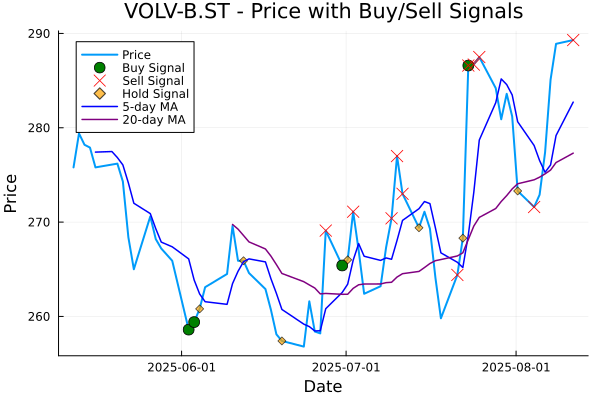 VOLV-B.ST - Price with Buy/Sell Signals
290
280
270
260
Price
Price
Buy Signal
Sell Signal
Hold Signal
5-day MA
20-day MA
2025-06-01
2025-07-01
2025-08-01
Date